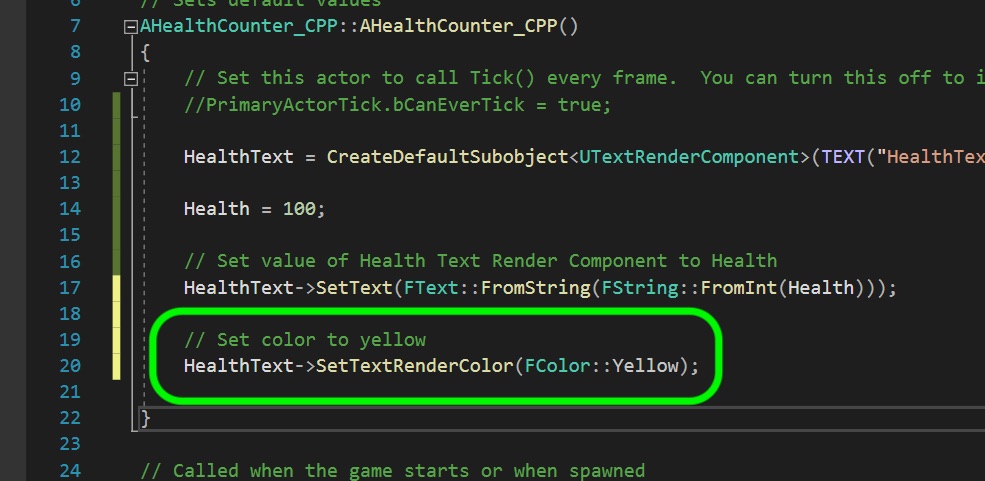 6 // Sets default values
7 AHealthCounter_CPP::AHealthCounter_CPP()
8 {
9 // Set this actor to call Tick() every frame.  You can turn this off to i
10 //PrimaryActorTick.bCanEverTick = true;
11
12 HealthText = CreateDefaultSubobject<UTextRenderComponent>(TEXT("HealthTex
13
14 Health = 100;
15
16 // Set value of Health Text Render Component to Health
17 HealthText->SetText(FText::FromString(FString::FromInt(Health)));
18
19 // Set color to yellow
20 HealthText->SetTextRenderColor(FColor::Yellow);
21
22 }
23
24 // Called when the game starts or when spawned